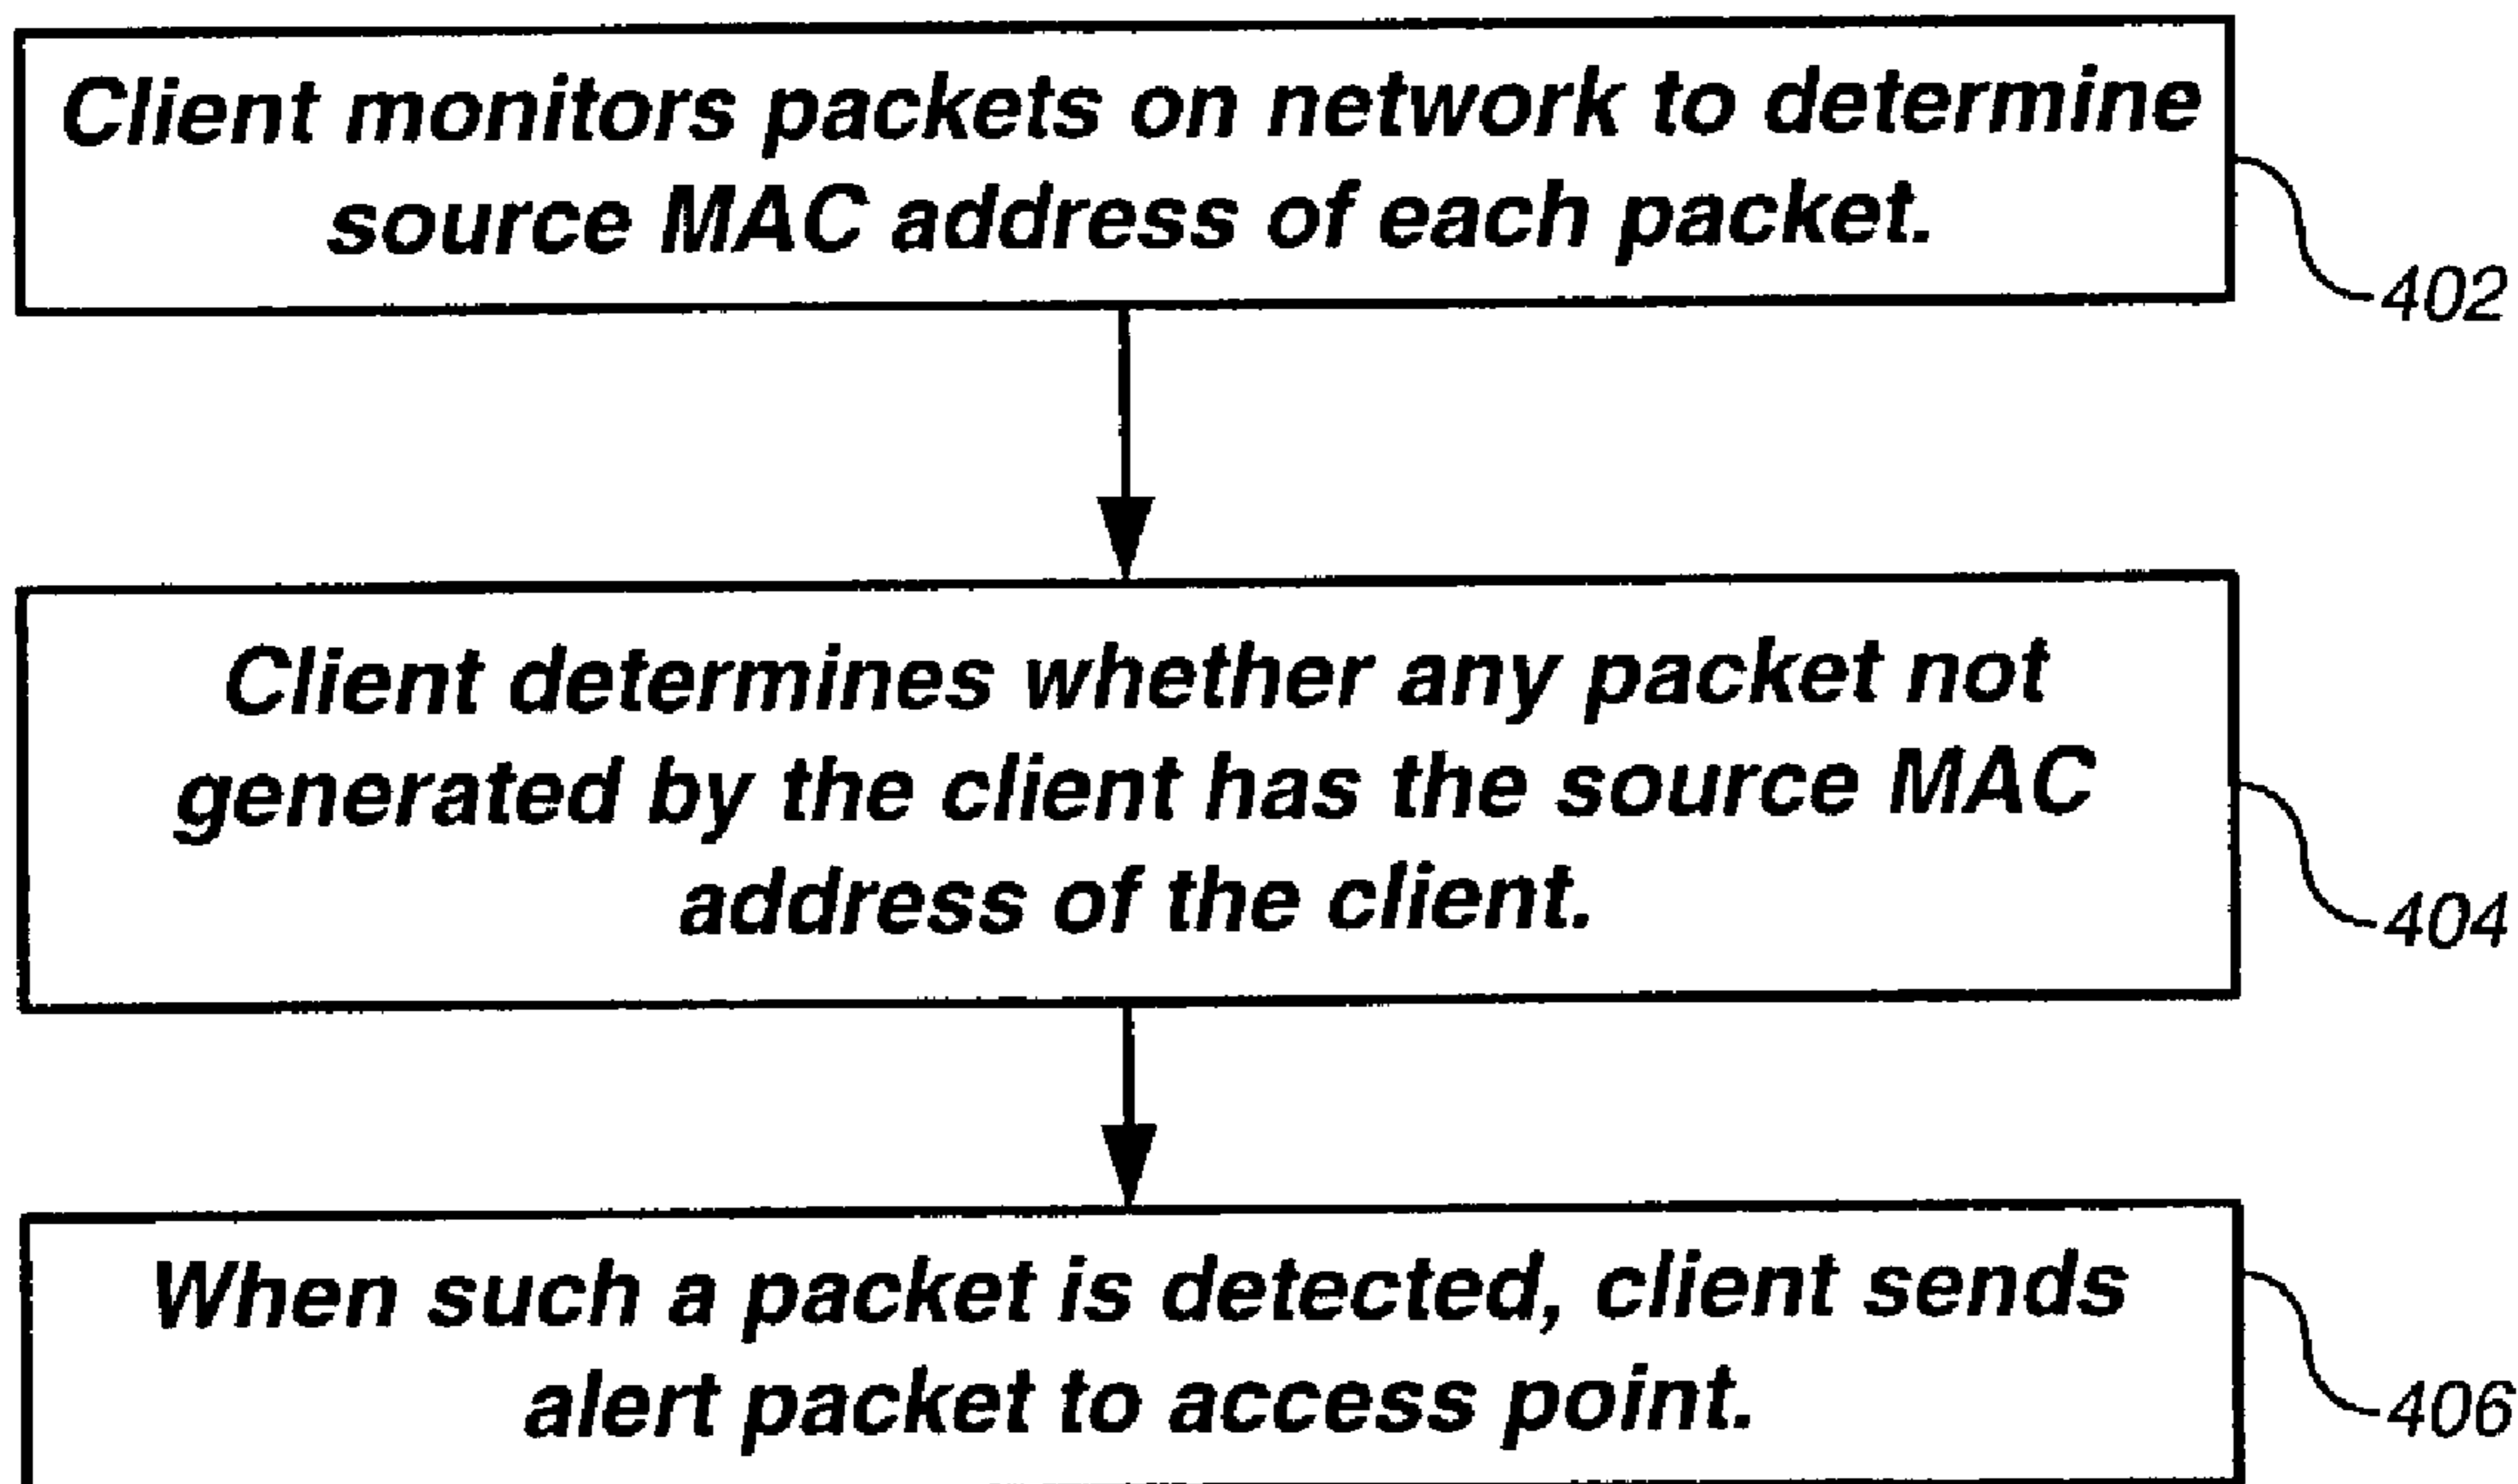 Client monitors packets on network to determine
source MAC address of each packet.
402
Client determines whether any packet not
generated by the client has the source MAC
address of the client.
404
When such a packet is detected, client sends
alert packet to access point.
406